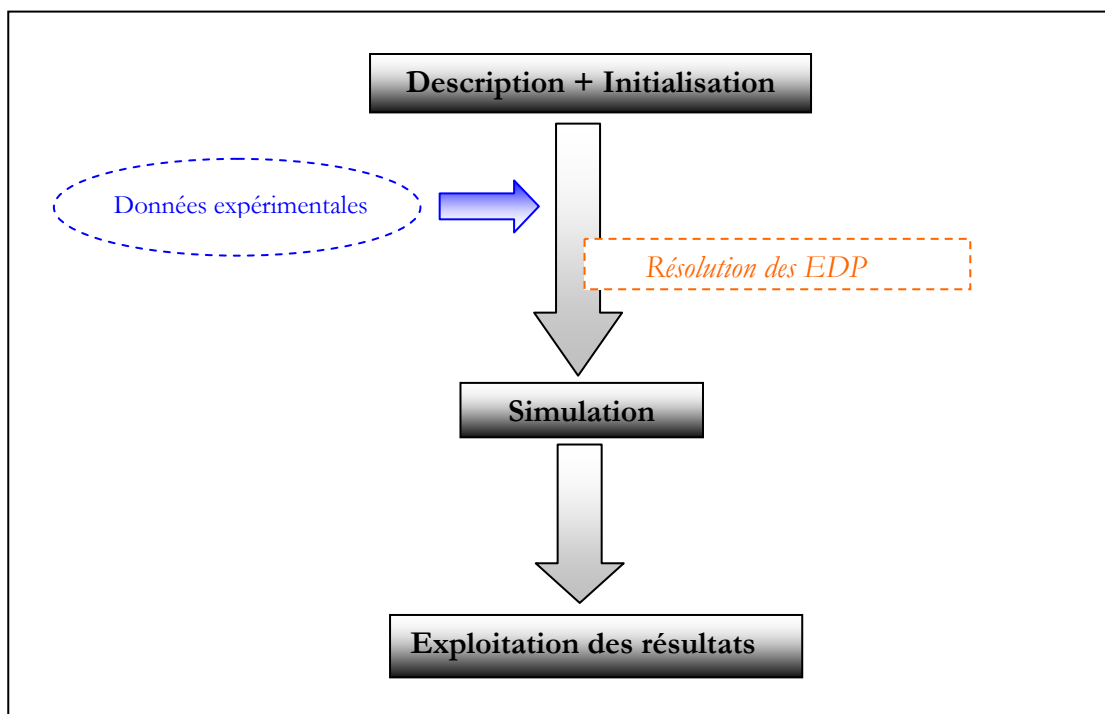 Description + Initialisation
Données expérimentales
Résolution des EDP
Simulation
Exploitation des résultats